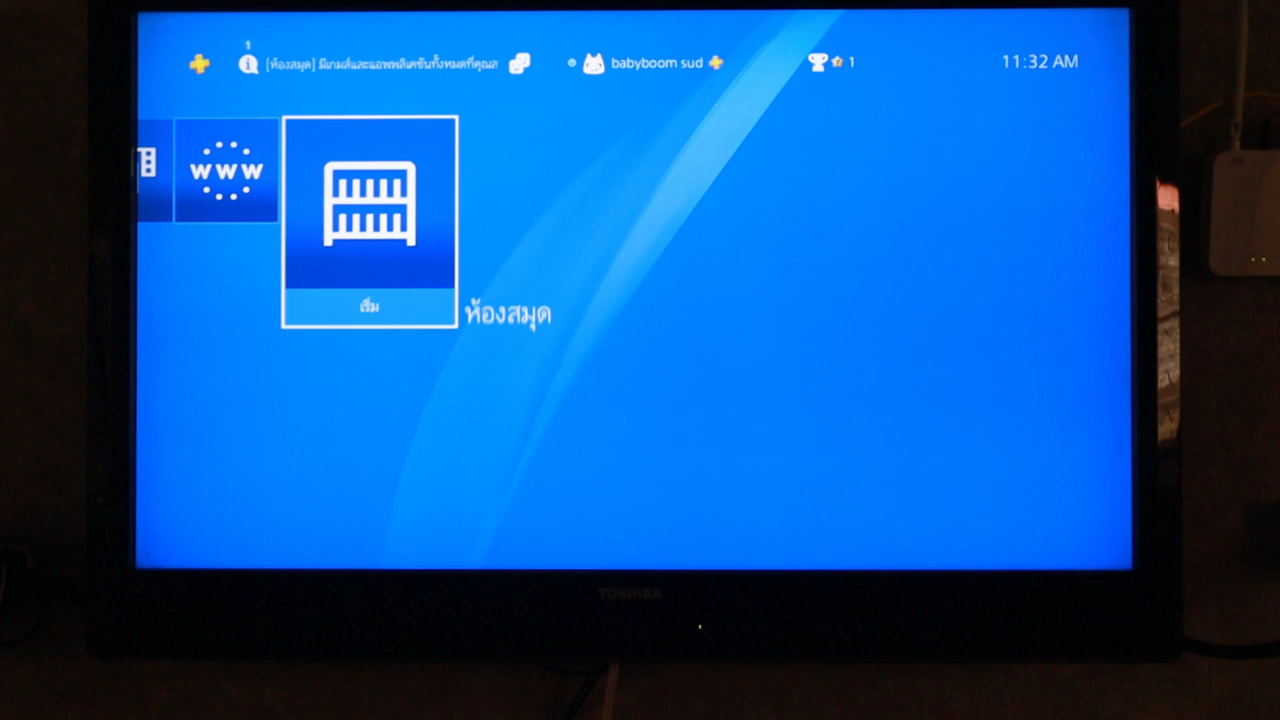 1
[ห้องสมุด] มีเกมส์และแอพพลิเคชันทั้งหมดที่คุณส
babyboom sud
1
11:32 AM
www
เริ่ม
ห้องสมุด
TOSHIBA